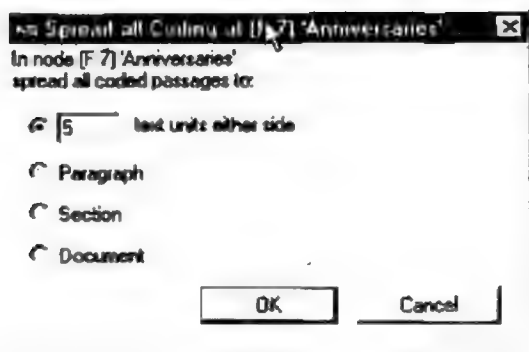 Spread all Coding at [F 7] 'Anniversaries'
In node [F 7] 'Anniversaries'
spread all coded passages to:
5 text units either side
Paragraph
Section
Document
OK Cancel